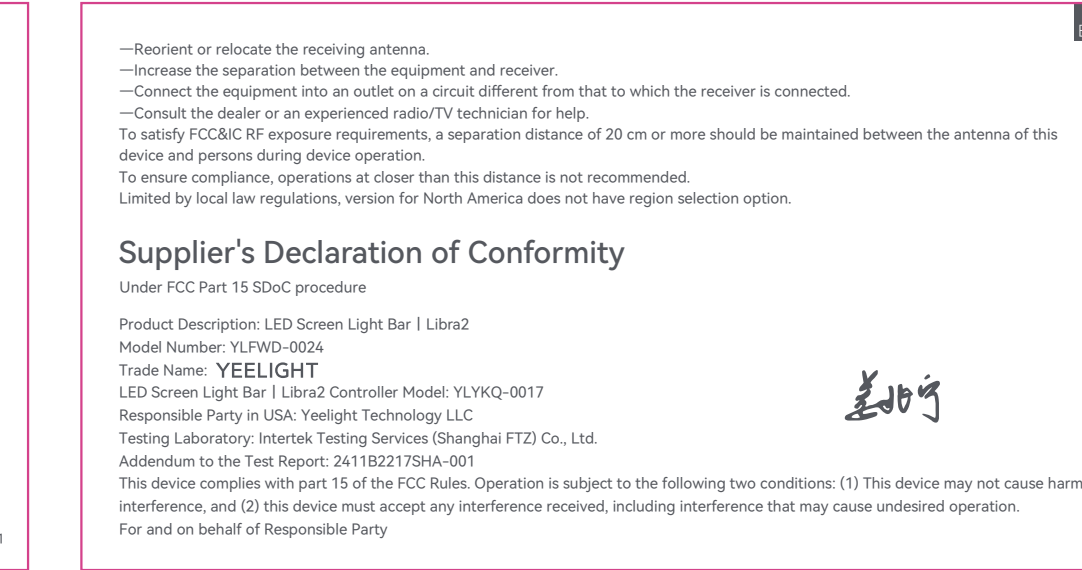 —Reorient or relocate the receiving antenna.
—Increase the separation between the equipment and receiver.
—Connect the equipment into an outlet on a circuit different from that to which the receiver is connected.
—Consult the dealer or an experienced radio/TV technician for help.
To satisfy FCC&IC RF exposure requirements, a separation distance of 20 cm or more should be maintained between the antenna of this
device and persons during device operation.
To ensure compliance, operations at closer than this distance is not recommended.
Limited by local law regulations, version for North America does not have region selection option.
Supplier's Declaration of Conformity
Under FCC Part 15 SDoC procedure
Product Description: LED Screen Light Bar | Libra2
Model Number: YLFWD-0024
Trade Name: YEELIGHT
LED Screen Light Bar | Libra2 Controller Model: YLYKQ-0017
Responsible Party in USA: Yeelight Technology LLC
Testing Laboratory: Intertek Testing Services (Shanghai FTZ) Co., Ltd.
Addendum to the Test Report: 2411B2217SHA-001
This device complies with part 15 of the FCC Rules. Operation is subject to the following two conditions: (1) This device may not cause harm
interference, and (2) this device must accept any interference received, including interference that may cause undesired operation.
For and on behalf of Responsible Party